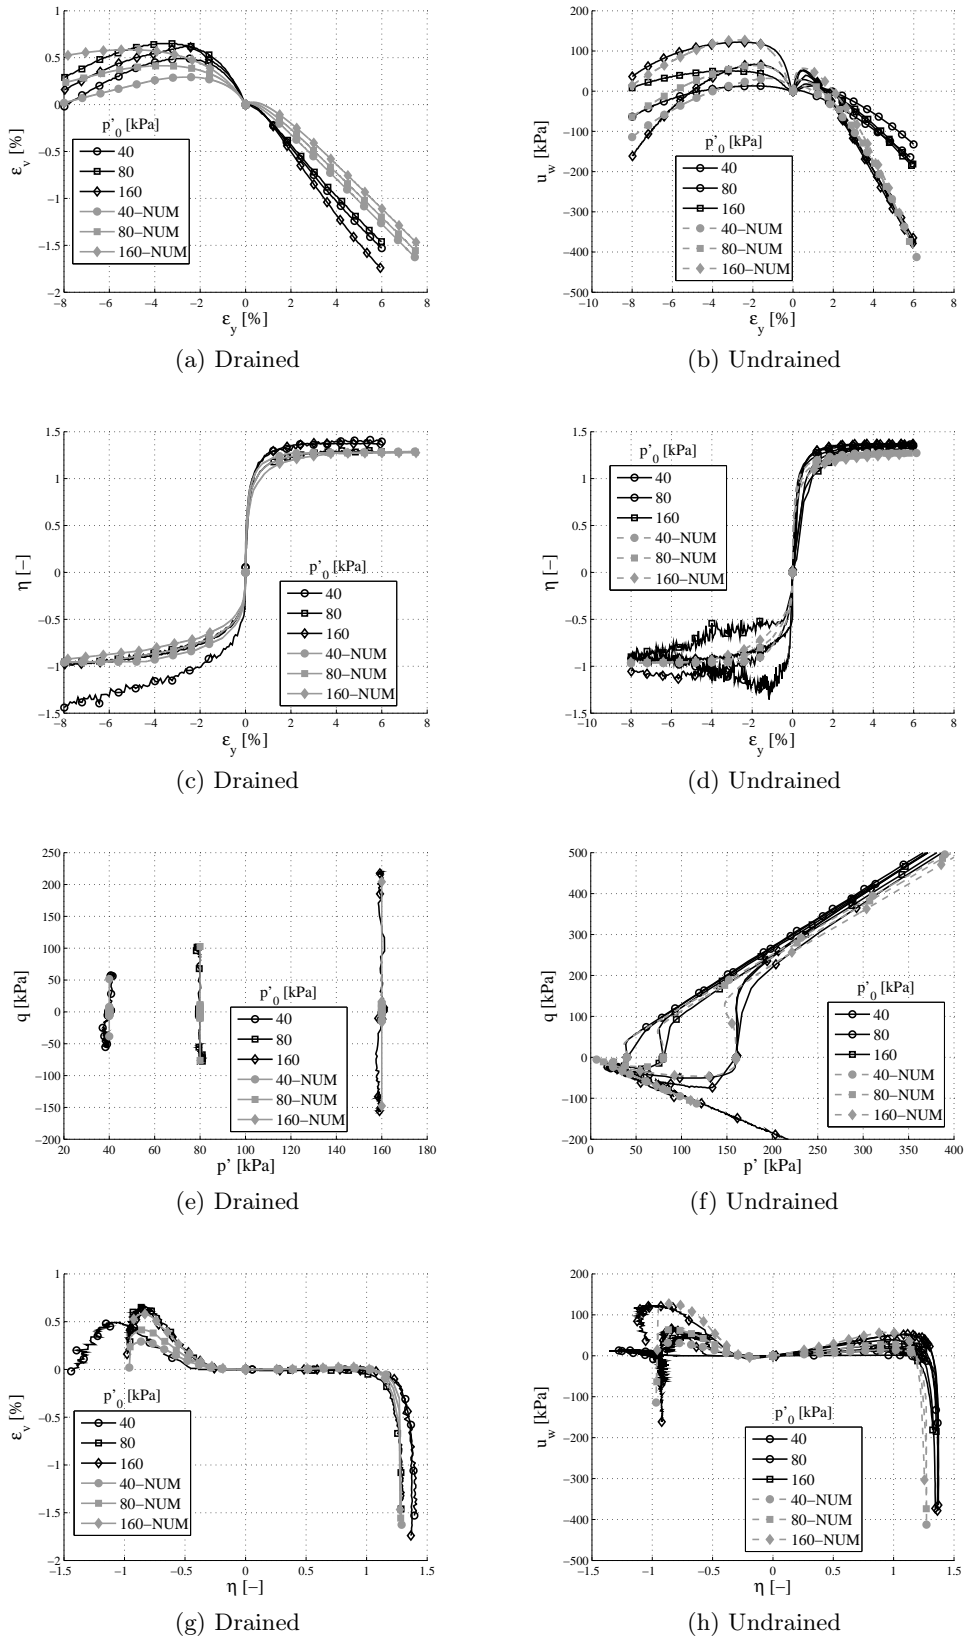 1
0.5
0
−0.5
−1
−1.5
−2
ε_v [%]
p'_0 [kPa]
40
80
160
40−NUM
80−NUM
160−NUM
−8 −6 −4 −2 0 2 4 6 8
ε_y [%]
(a) Drained
200
100
0
−100
−200
−300
−400
−500
u_w [kPa]
p'_0 [kPa]
40
80
160
40−NUM
80−NUM
160−NUM
−10 −8 −6 −4 −2 0 2 4 6 8
ε_y [%]
(b) Undrained
1.5
1
0.5
0
−0.5
−1
−1.5
η [−]
p'_0 [kPa]
40
80
160
40−NUM
80−NUM
160−NUM
−8 −6 −4 −2 0 2 4 6 8
ε_y [%]
(c) Drained
1.5
1
0.5
0
−0.5
−1
−1.5
η [−]
p'_0 [kPa]
40
80
160
40−NUM
80−NUM
160−NUM
−10 −8 −6 −4 −2 0 2 4 6 8
ε_y [%]
(d) Undrained
250
200
150
100
50
0
−50
−100
−150
−200
q [kPa]
p'_0 [kPa]
40
80
160
40−NUM
80−NUM
160−NUM
20 40 60 80 100 120 140 160 180
p' [kPa]
(e) Drained
500
400
300
200
100
0
−100
−200
q [kPa]
p'_0 [kPa]
40
80
160
40−NUM
80−NUM
160−NUM
0 50 100 150 200 250 300 350 400
p' [kPa]
(f) Undrained
1
0.5
0
−0.5
−1
−1.5
−2
ε_v [%]
p'_0 [kPa]
40
80
160
40−NUM
80−NUM
160−NUM
−1.5 −1 −0.5 0 0.5 1 1.5
η [−]
(g) Drained
200
100
0
−100
−200
−300
−400
−500
u_w [kPa]
p'_0 [kPa]
40
80
160
40−NUM
80−NUM
160−NUM
−1.5 −1 −0.5 0 0.5 1 1.5
η [−]
(h) Undrained